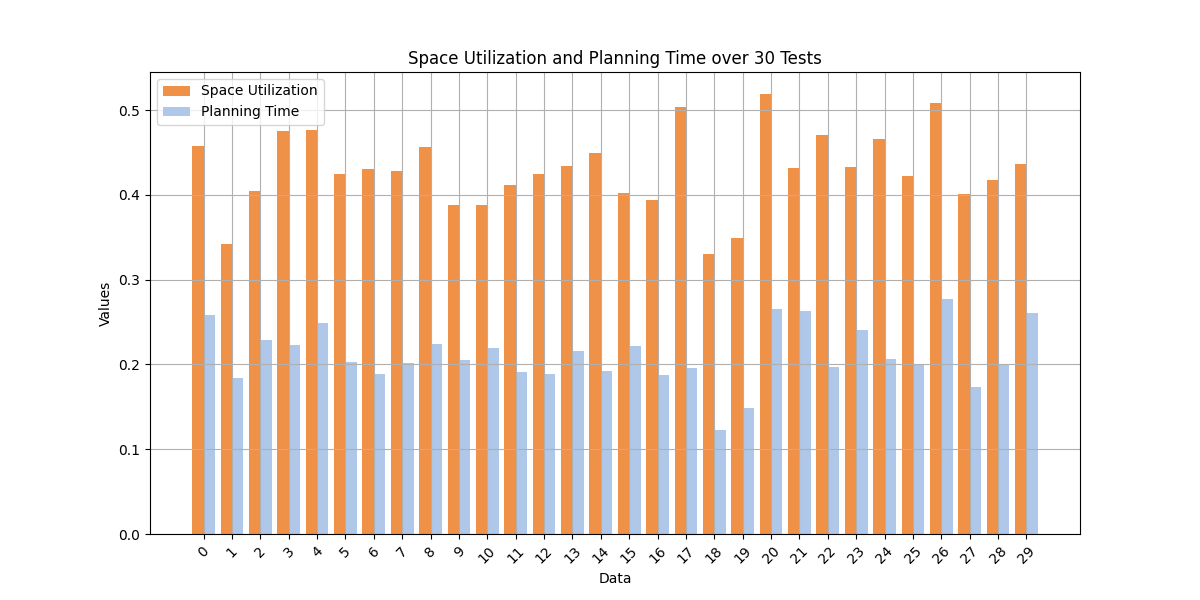 Space Utilization and Planning Time over 30 Tests
Space Utilization
Planning Time
Values
0.5
0.4
0.3
0.2
0.1
0.0
0 1 2 3 4 5 6 7 8 9 10 11 12 13 14 15 16 17 18 19 20 21 22 23 24 25 26 27 28 29
Data